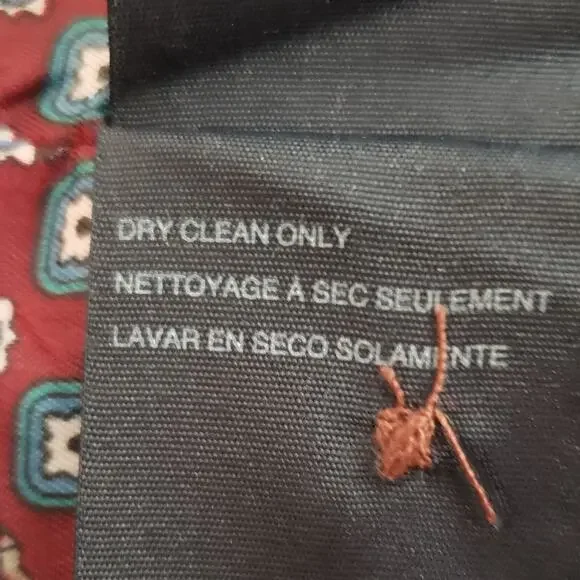 DRY CLEAN ONLY
NETTOYAGE À SEC SEULEMENT
LAVAR EN SECO SOLAMENTE